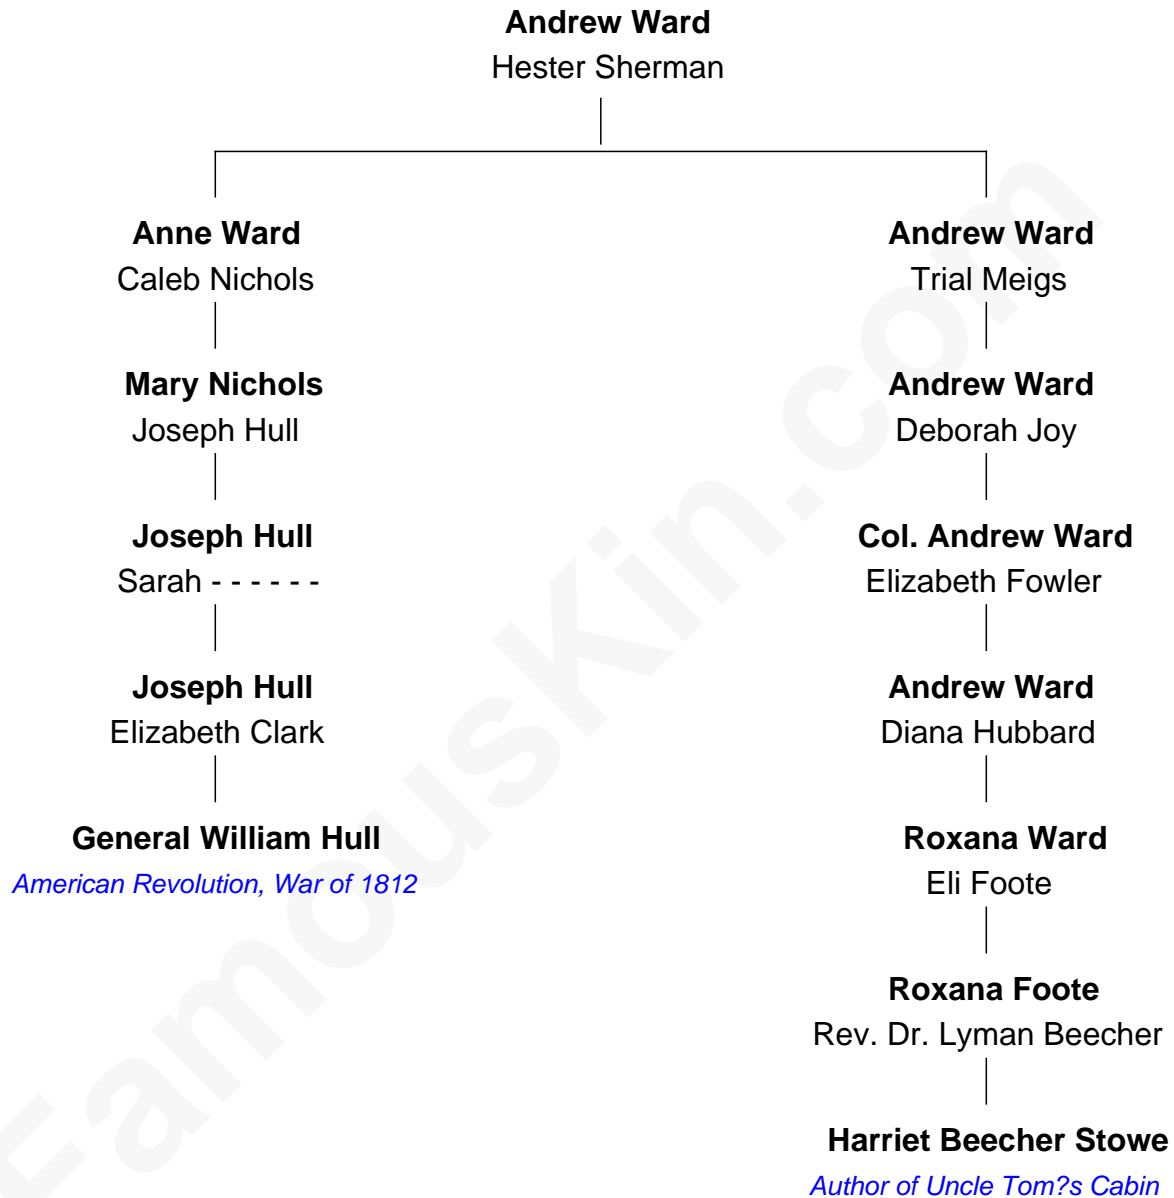 Andrew Ward
Hester Sherman
Anne Ward
Caleb Nichols
Mary Nichols
Joseph Hull
Joseph Hull
Sarah - - - - - -
Joseph Hull
Elizabeth Clark
General William Hull
American Revolution, War of 1812
Andrew Ward
Trial Meigs
Andrew Ward
Deborah Joy
Col. Andrew Ward
Elizabeth Fowler
Andrew Ward
Diana Hubbard
Roxana Ward
Eli Foote
Roxana Foote
Rev. Dr. Lyman Beecher
Harriet Beecher Stowe
Author of Uncle Tom?s Cabin
FamousKin.com